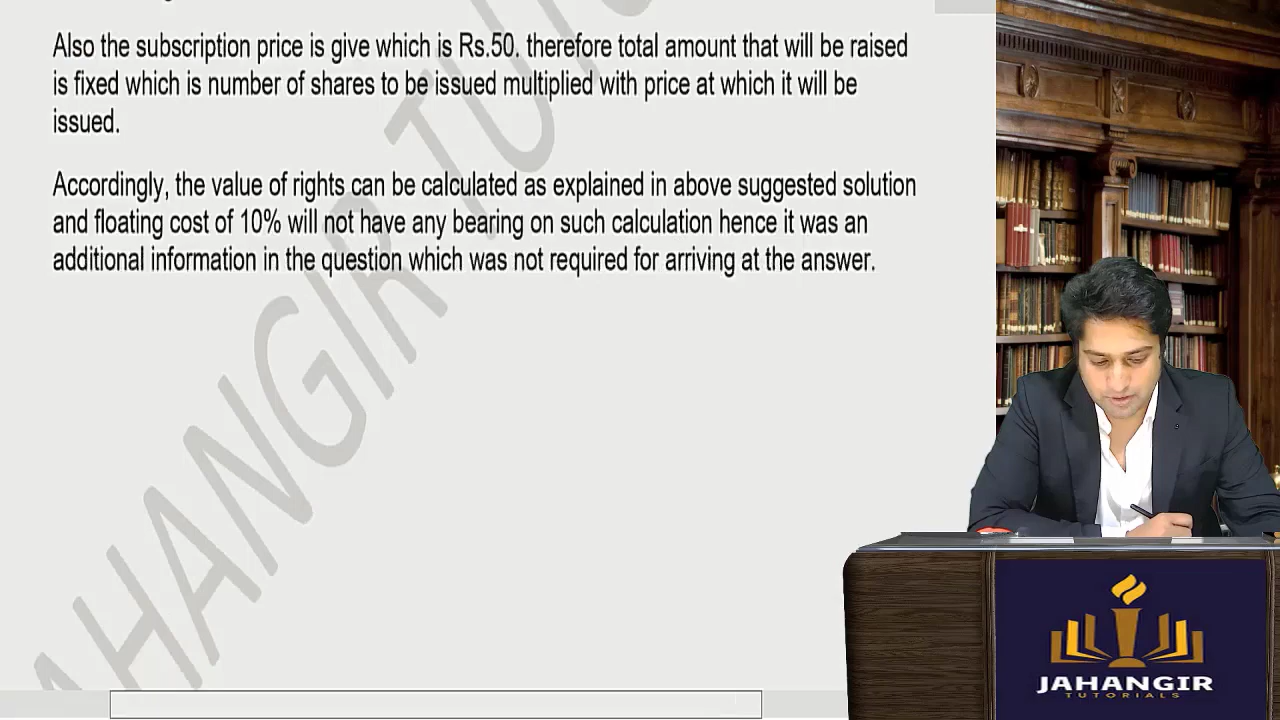 Also the subscription price is give which is Rs.50, therefore total amount that will be raised
is fixed which is number of shares to be issued multiplied with price at which it will be
issued.
Accordingly, the value of rights can be calculated as explained in above suggested solution
and floating cost of 10% will not have any bearing on such calculation hence it was an
additional information in the question which was not required for arriving at the answer.
JAHANGIR
TUTORIALS